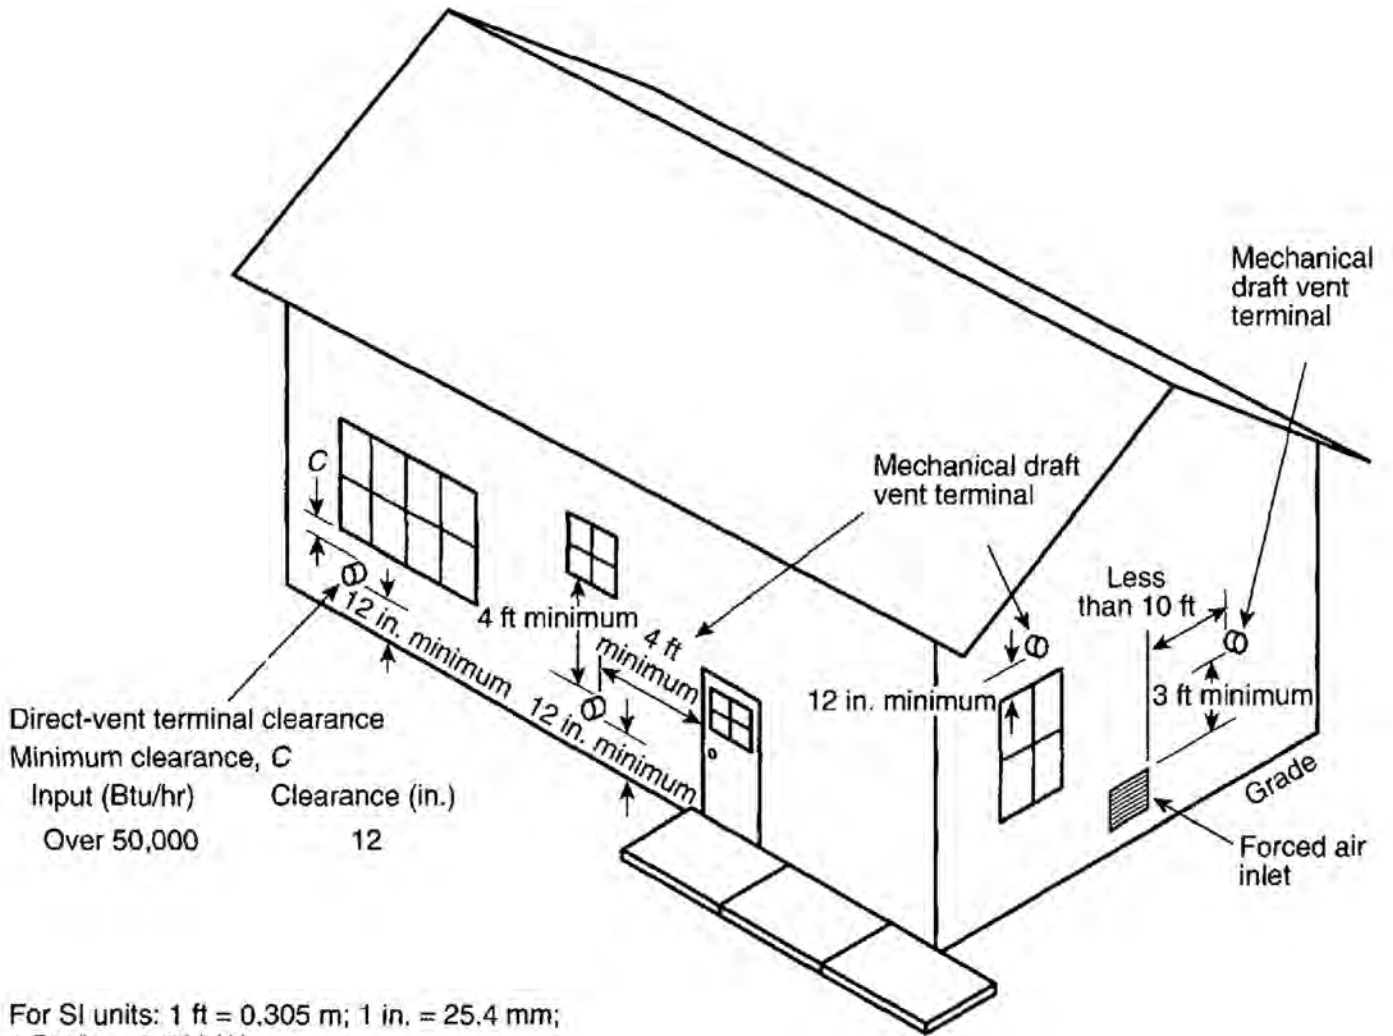 Mechanical
draft vent
terminal
Mechanical draft
vent terminal
C
Less
than 10 ft
4 ft minimum
4 ft
minimum
12 in. minimum
12 in. minimum
12 in. minimum
3 ft minimum
Direct-vent terminal clearance
Minimum clearance, C
Input (Btu/hr) Clearance (in.)
Over 50,000 12
Grade
Forced air
inlet
For SI units: 1 ft = 0.305 m; 1 in. = 25.4 mm;